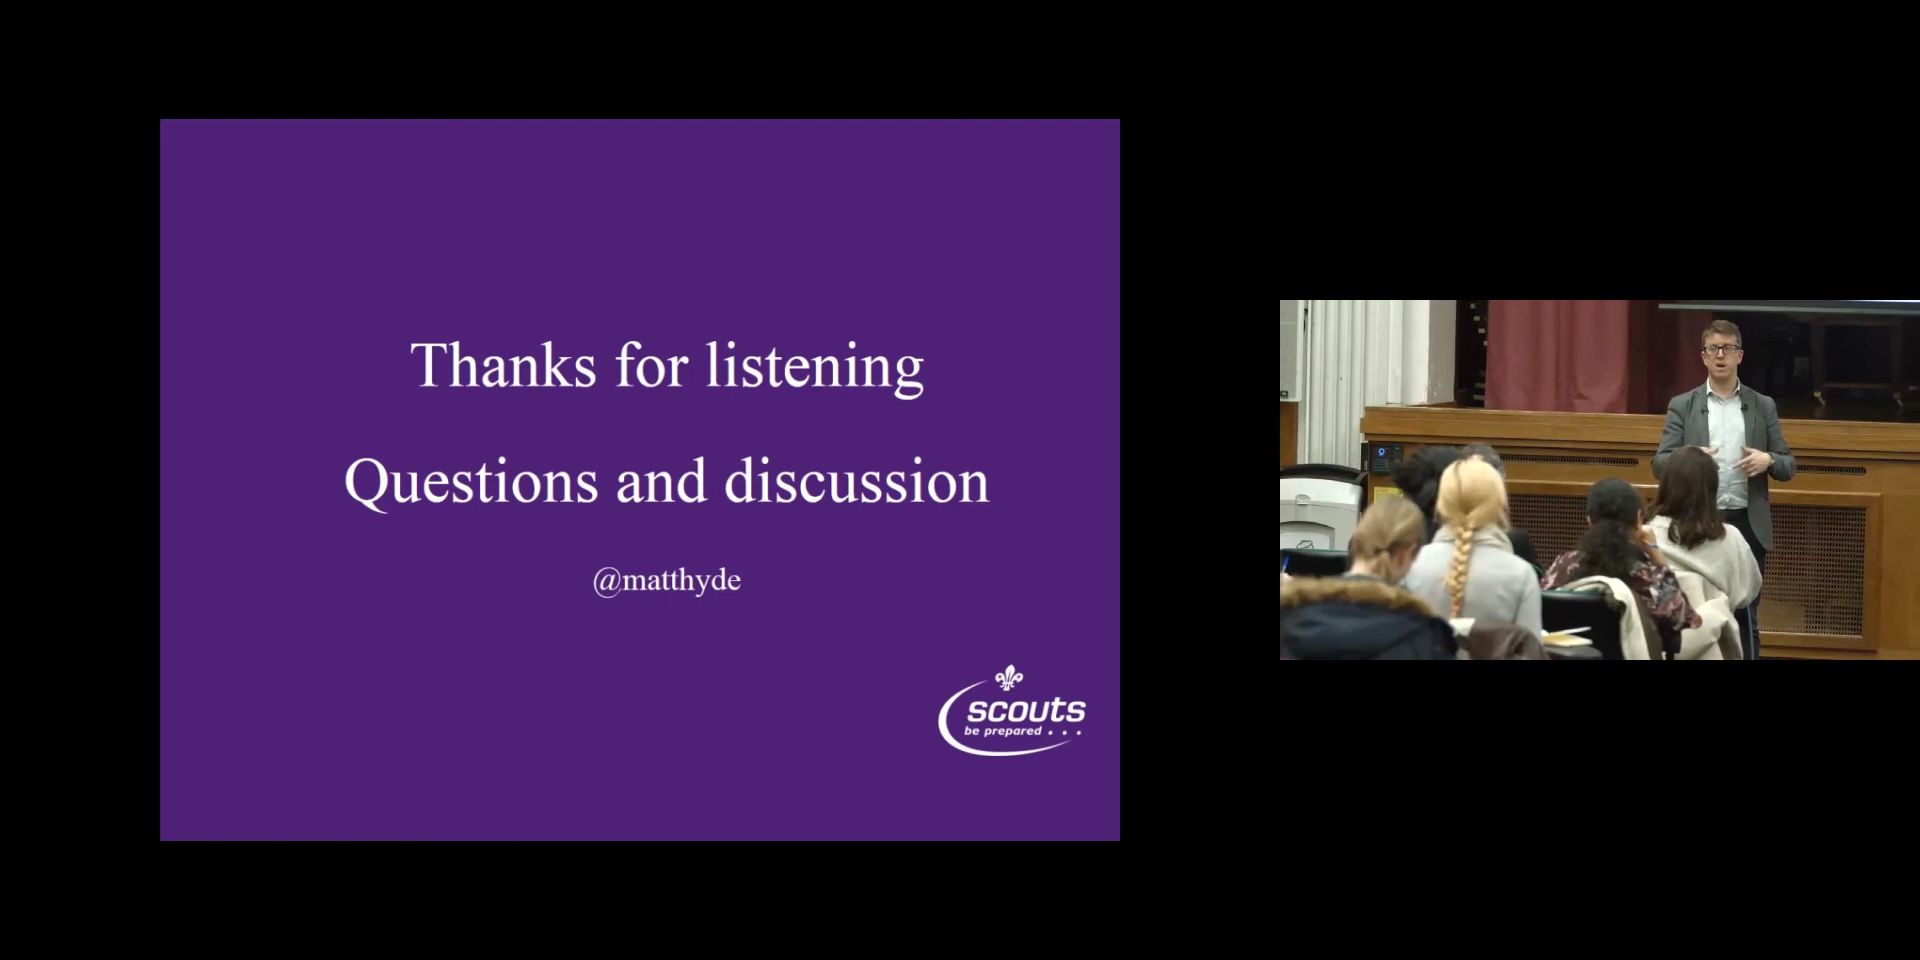 Thanks for listening
Questions and discussion
@matthyde
scouts
be prepared . . .